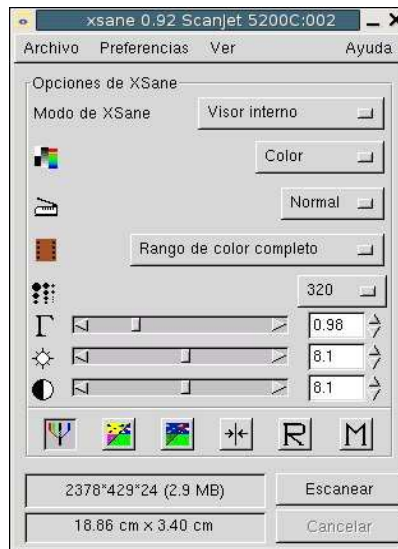 xsane 0.92 ScanJet 5200C:002
Archivo Preferencias Ver Ayuda
Opciones de XSane
Modo de XSane Visor interno
Color
Normal
Rango de color completo
320
Γ 0.98
8.1
8.1
R M
2378*429*24 (2.9 MB) Escanear
18.86 cm x 3.40 cm Cancelar